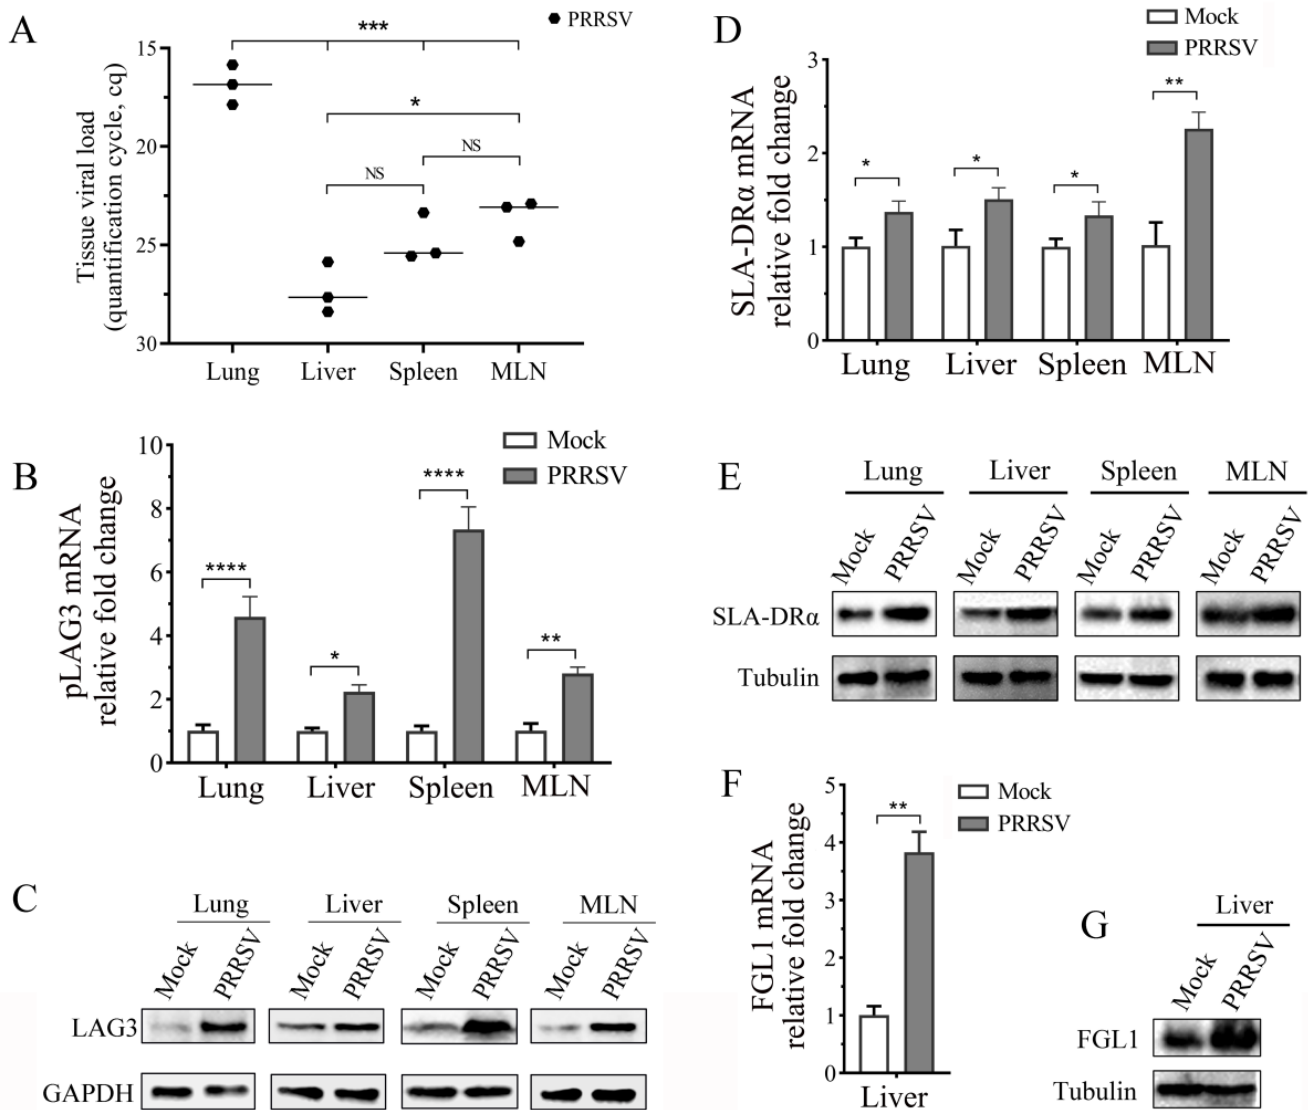 A
PRRSV
***
*
NS
NS
Tissue viral load
(quantification cycle, cq)
15
20
25
30
Lung Liver Spleen MLN
B
Mock
PRRSV
pLAG3 mRNA
relative fold change
10
8
6
4
2
0
****
*
****
**
Lung Liver Spleen MLN
C
Lung Liver Spleen MLN
Mock PRRSV Mock PRRSV Mock PRRSV Mock PRRSV
LAG3
GAPDH
D
Mock
PRRSV
SLA-DRα mRNA
relative fold change
3
2
1
0
*
*
*
**
Lung Liver Spleen MLN
E
Lung Liver Spleen MLN
Mock PRRSV Mock PRRSV Mock PRRSV Mock PRRSV
SLA-DRα
Tubulin
F
Mock
PRRSV
FGL1 mRNA
relative fold change
5
4
3
2
1
0
**
Liver
G
Liver
Mock PRRSV
FGL1
Tubulin